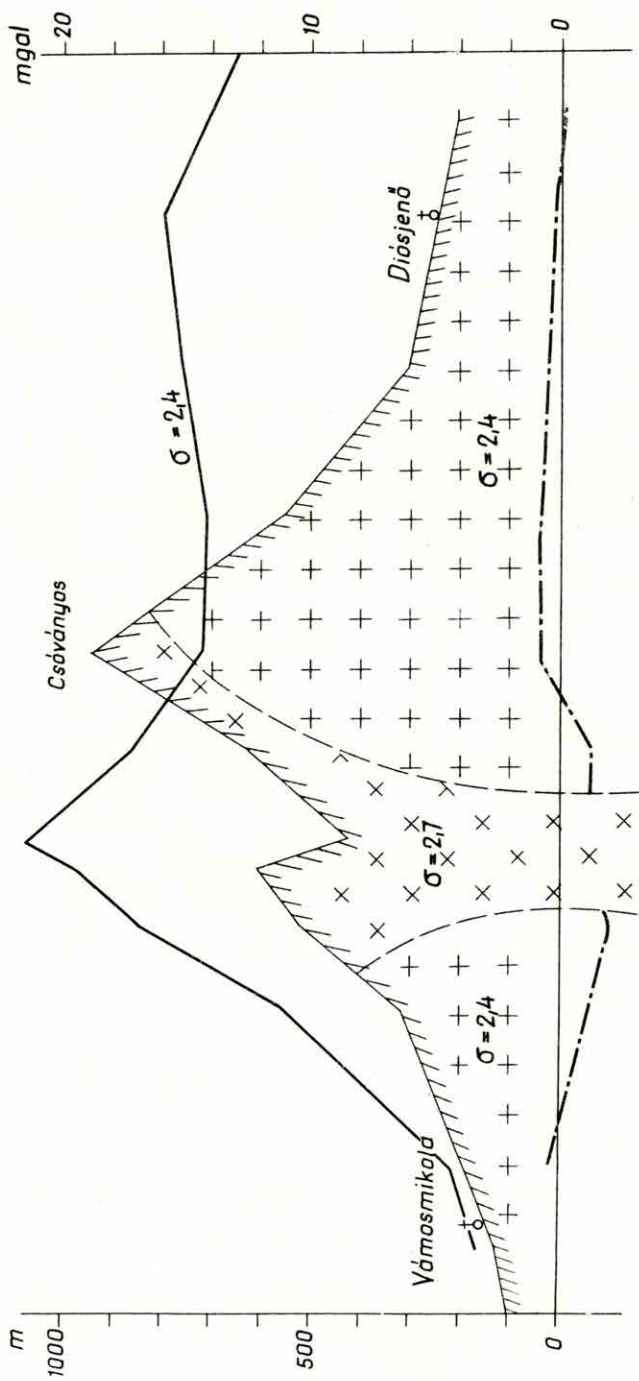 mgal
20
10
0
σ = 2,4
Diósjenő
σ = 2,4
Csóványos
σ = 2,7
σ = 2,4
Vámosmikola
m
1000
500
0